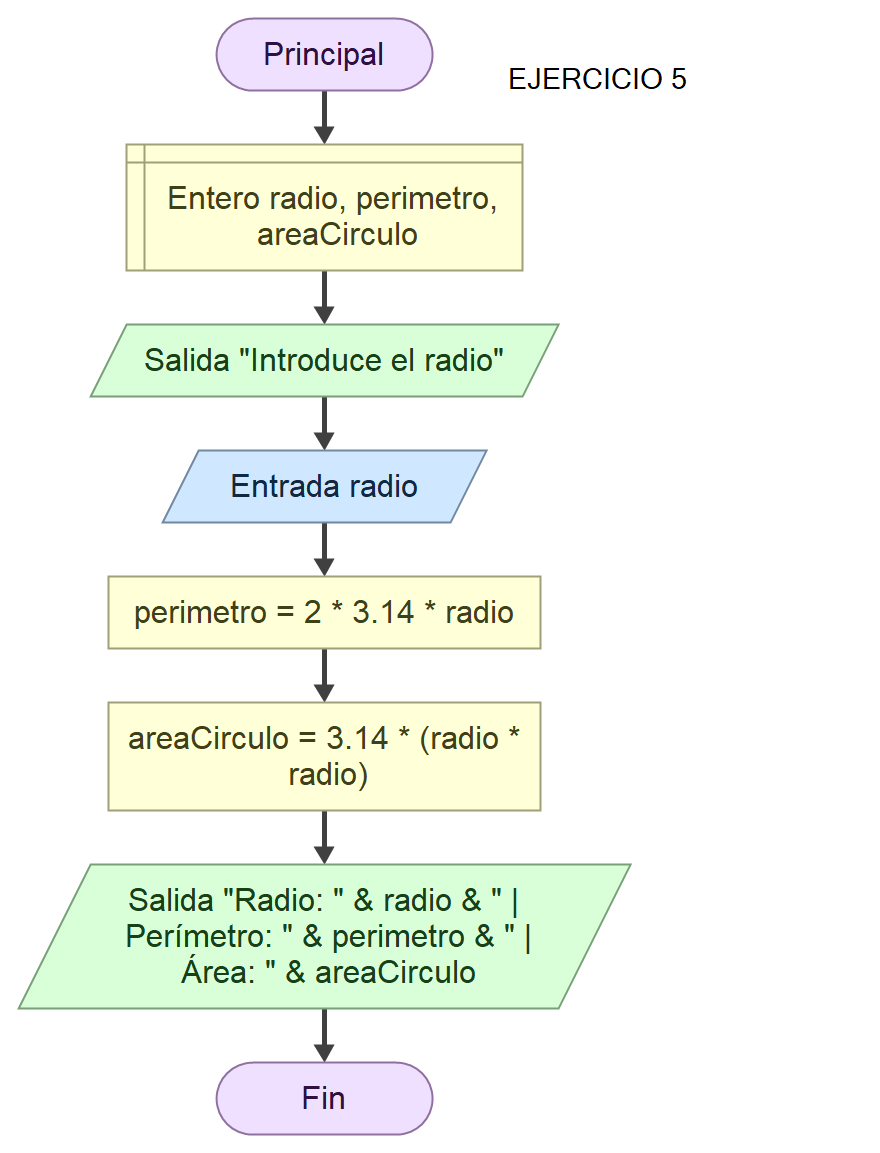 Principal
EJERCICIO 5
Entero radio, perimetro,
areaCirculo
Salida "Introduce el radio"
Entrada radio
perimetro = 2 * 3.14 * radio
areaCirculo = 3.14 * (radio *
radio)
Salida "Radio: " & radio & " |
Perímetro: " & perimetro & " |
Área: " & areaCirculo
Fin